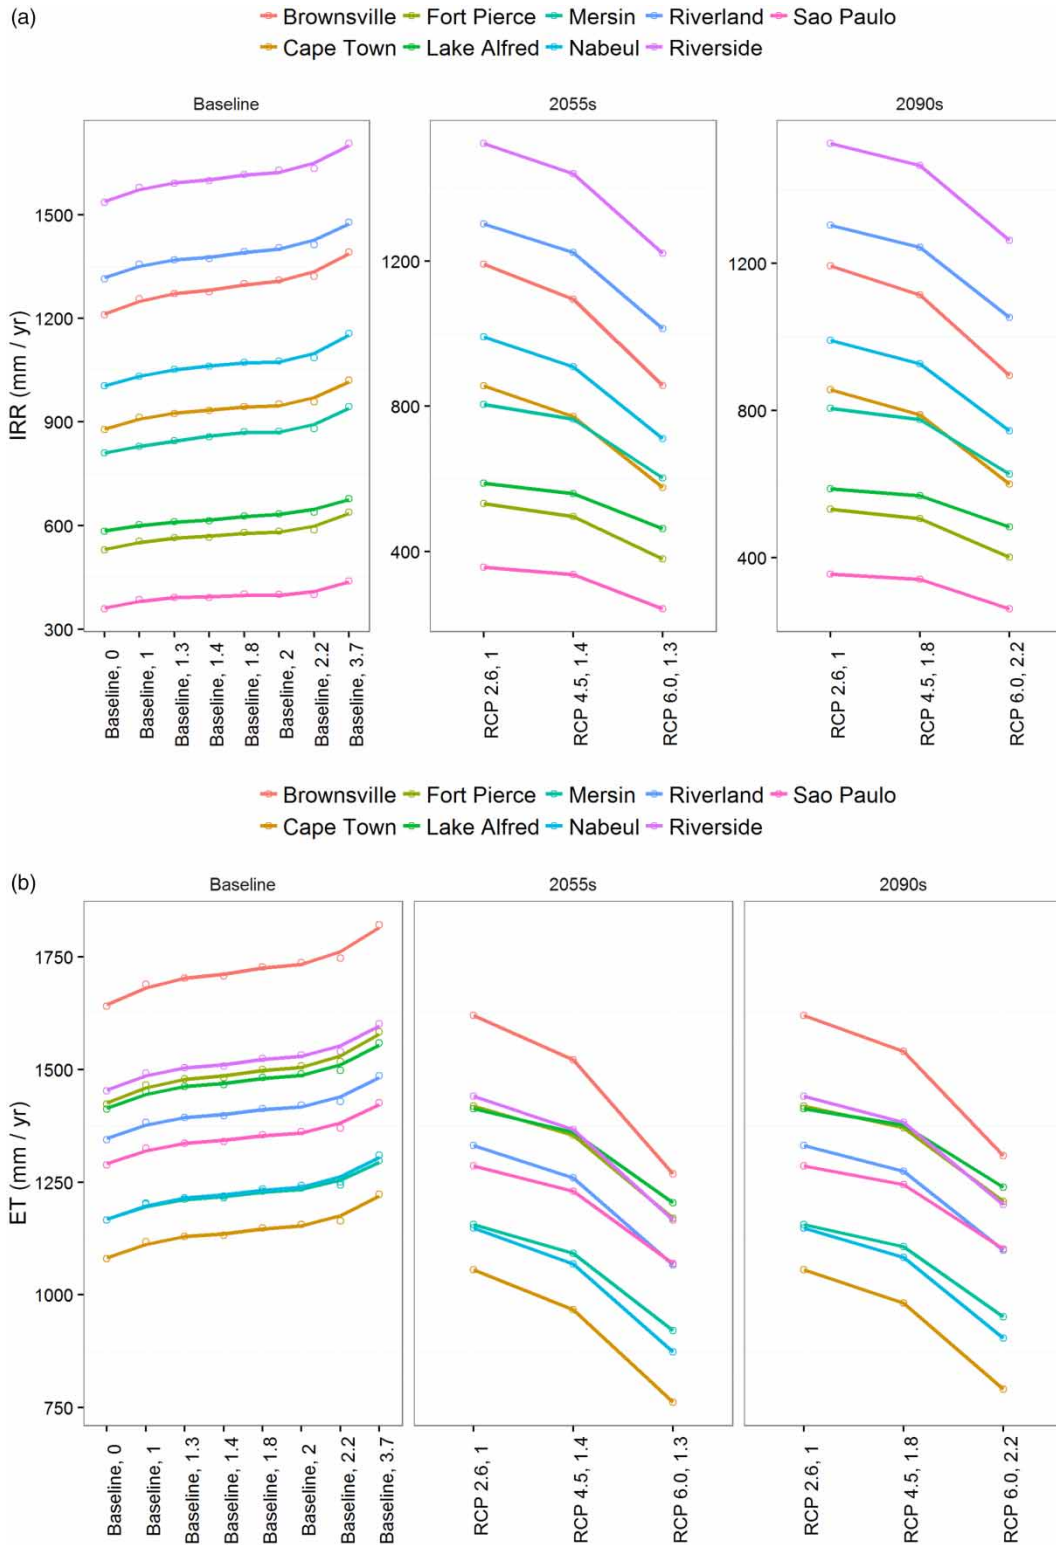 (a)
Brownsville Fort Pierce Mersin Riverland Sao Paulo
Cape Town Lake Alfred Nabeul Riverside
Baseline 2055s 2090s
IRR (mm / yr)
1500
1200
900
600
300
1200
800
400
1200
800
400
Baseline, 0
Baseline, 1
Baseline, 1.3
Baseline, 1.4
Baseline, 1.8
Baseline, 2
Baseline, 2.2
Baseline, 3.7
RCP 2.6, 1
RCP 4.5, 1.4
RCP 6.0, 1.3
RCP 2.6, 1
RCP 4.5, 1.8
RCP 6.0, 2.2
Brownsville Fort Pierce Mersin Riverland Sao Paulo
Cape Town Lake Alfred Nabeul Riverside
(b)
Baseline 2055s 2090s
ET (mm / yr)
1750
1500
1250
1000
750
Baseline, 0
Baseline, 1
Baseline, 1.3
Baseline, 1.4
Baseline, 1.8
Baseline, 2
Baseline, 2.2
Baseline, 3.7
RCP 2.6, 1
RCP 4.5, 1.4
RCP 6.0, 1.3
RCP 2.6, 1
RCP 4.5, 1.8
RCP 6.0, 2.2